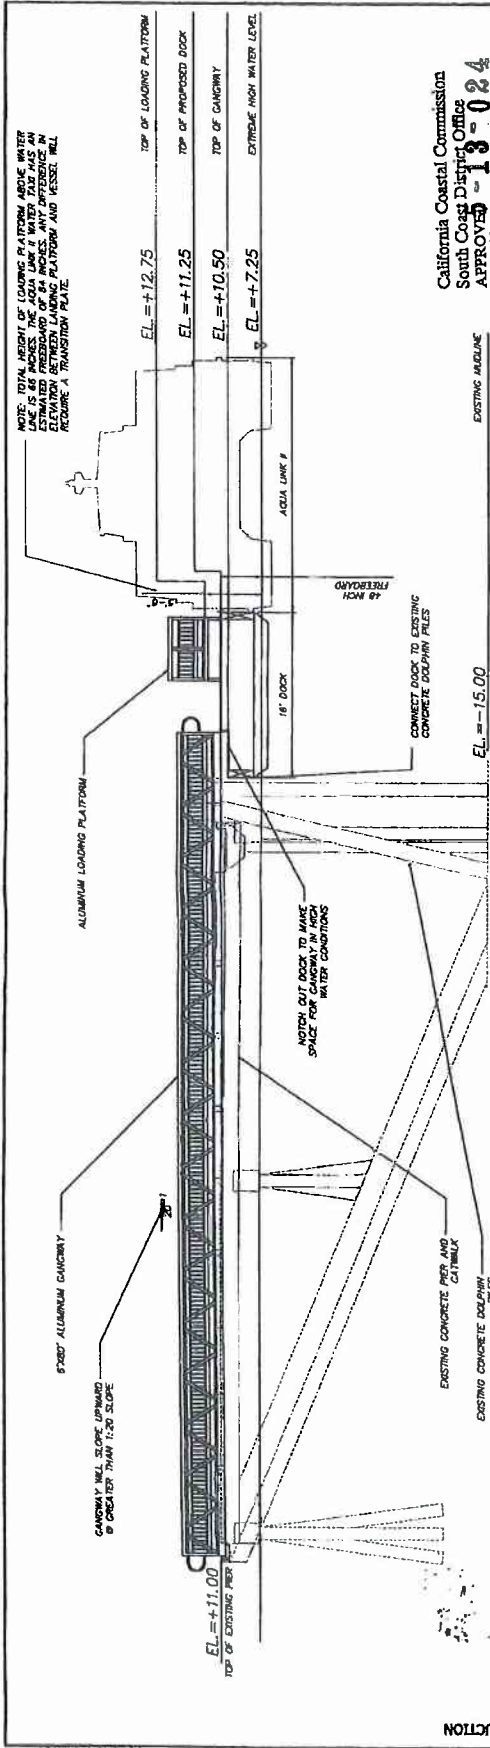 NOTE: TOTAL HEIGHT OF LOADING PLATFORM ABOVE WATER
LINE IS 66 INCHES. THE AQUA LINK II WATER TAXI HAS AN
ESTIMATED FREEBOARD OF 84 INCHES. ANY DIFFERENCE IN
ELEVATION BETWEEN LANDING PLATFORM AND VESSEL WILL
REQUIRE A TRANSITION PLATE.
EL.=+12.75 TOP OF LOADING PLATFORM
EL.=+11.25 TOP OF PROPOSED DOCK
EL.=+10.50 TOP OF GANGWAY
EL.=+7.25 EXTREME HIGH WATER LEVEL
ALUMINUM LOADING PLATFORM
5'X80' ALUMINUM GANGWAY
GANGWAY WILL SLOPE UPWARD
@ GREATER THAN 1:20 SLOPE
1
20
48 INCH
FREEBOARD
AQUA LINK II
16' DOCK
NOTCH OUT DOCK TO MAKE
SPACE FOR GANGWAY IN HIGH
WATER CONDITIONS
CONNECT DOCK TO EXISTING
CONCRETE DOLPHIN PILES
EL.=+11.00
TOP OF EXISTING PIER
EL.=-15.00
EXISTING MUDLINE
EXISTING CONCRETE PIER AND
CATWALK
EXISTING CONCRETE DOLPHIN
California Coastal Commission
South Coast District Office
APPROVED
5-13-024
UCTION